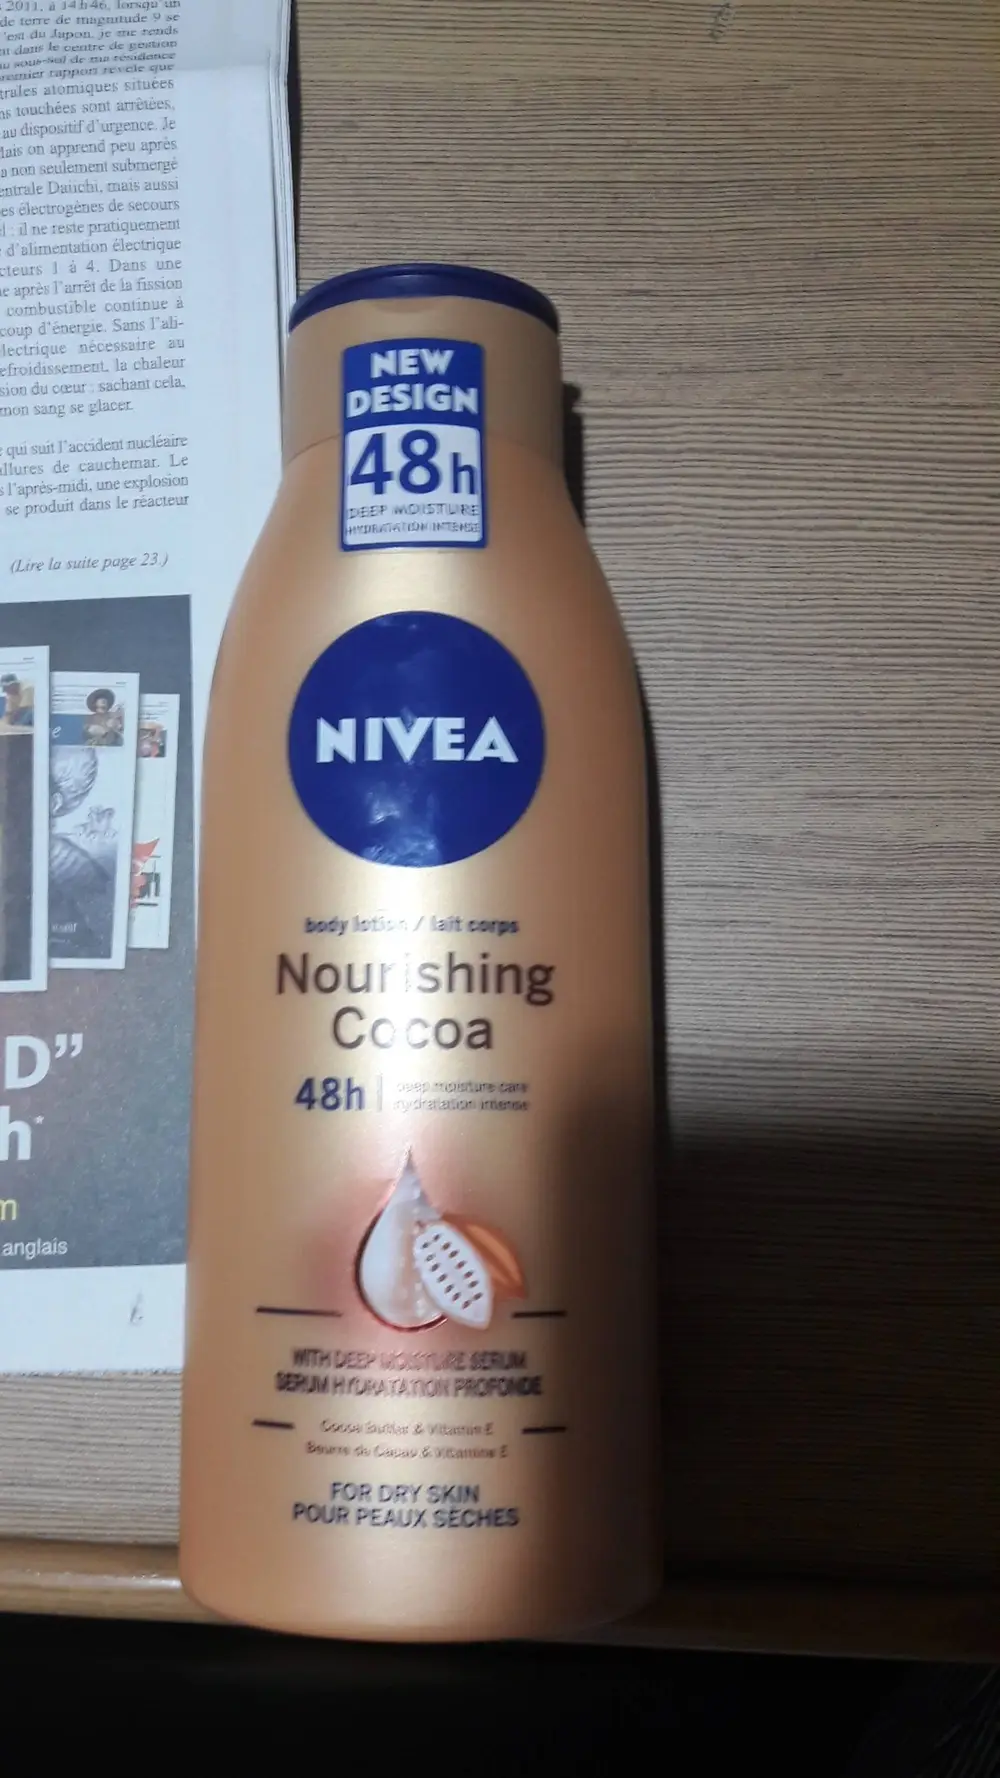 2011, à 14 h 46, lorsqu'un
de terre de magnitude 9 se
'est du Japon, je me rends
dans le centre de gestion
sous-sol de ma résidence
premier rapport révèle que
trales atomiques situées
ns touchées sont arrêtées,
au dispositif d'urgence. Je
Mais on apprend peu après
a non seulement submergé
entrale Daiichi, mais aussi
es électrogènes de secours
el : il ne reste pratiquement
d'alimentation électrique
cteurs 1 à 4. Dans une
e après l'arrêt de la fission
combustible continue à
coup d'énergie. Sans l'ali-
lectrique nécessaire au
efroidissement, la chaleur
sion du cœur : sachant cela,
mon sang se glacer.
qui suit l'accident nucléaire
allures de cauchemar. Le
s l'après-midi, une explosion
se produit dans le réacteur
(Lire la suite page 23.)
D”
h*
m
anglais
NEW
DESIGN
48h
DEEP MOISTURE
HYDRATATION INTENSE
NIVEA
body lotion / lait corps
Nourishing
Cocoa
48h | deep moisture care
hydratation intense
WITH DEEP MOISTURE SERUM
SERUM HYDRATATION PROFONDE
Cocoa Butter & Vitamin E
Beurre de Cacao & Vitamine E
FOR DRY SKIN
POUR PEAUX SÈCHES